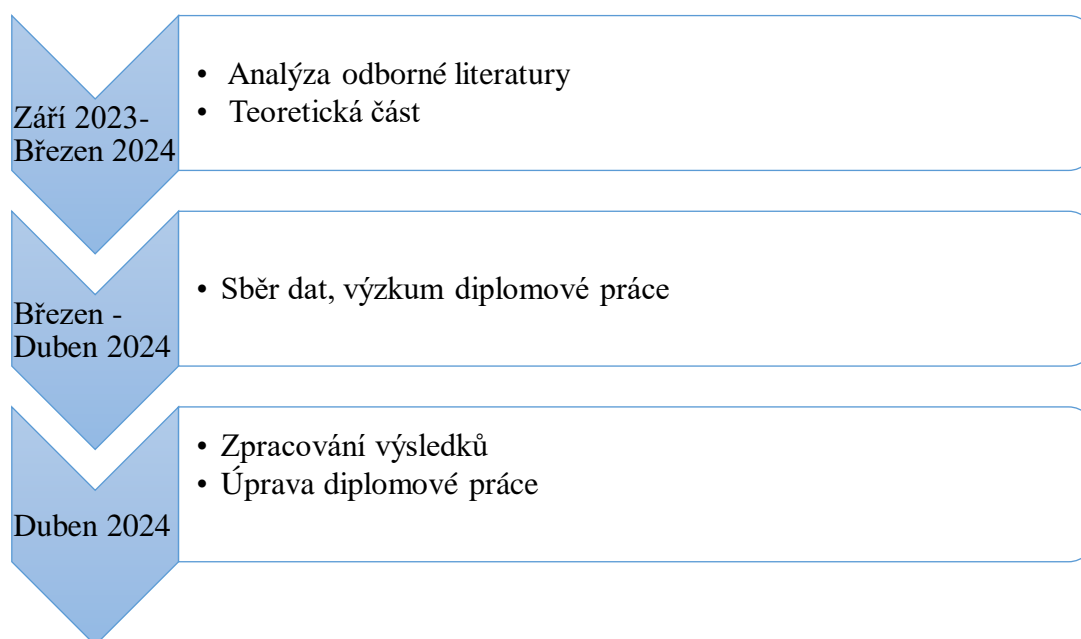 Září 2023-
Březen 2024
• Analýza odborné literatury
• Teoretická část
Březen -
Duben 2024
• Sběr dat, výzkum diplomové práce
Duben 2024
• Zpracování výsledků
• Úprava diplomové práce